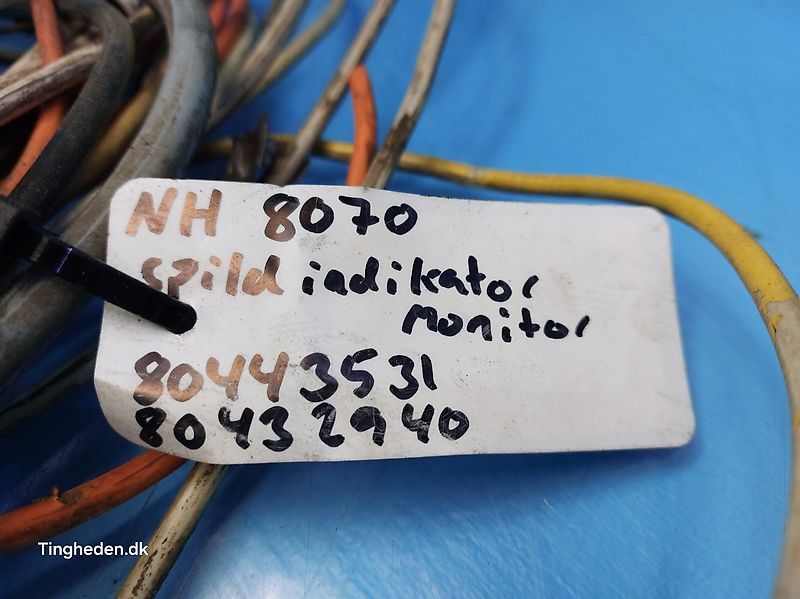 NH 8070
spild indikator
monitor
80443531
80432940
Tingheden.dk